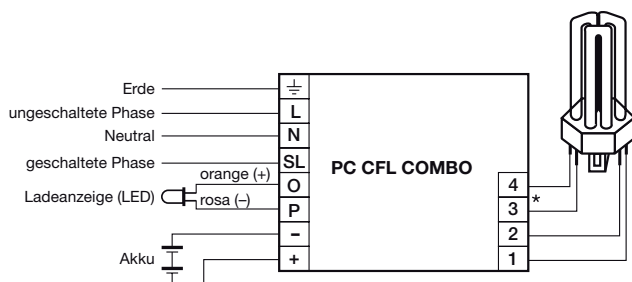 Erde
ungeschaltete Phase
Neutral
geschaltete Phase
orange (+)
Ladeanzeige (LED)
rosa (–)
Akku
L
N
SL
O
P
–
+
PC CFL COMBO
4
3
*
2
1